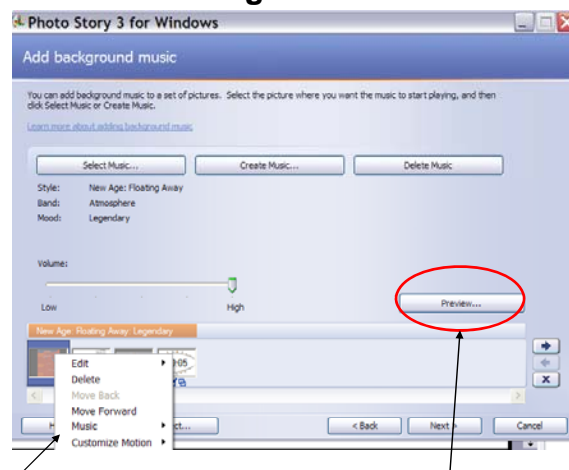 Photo Story 3 for Windows
Add background music
You can add background music to a set of pictures. Select the picture where you want the music to start playing, and then
click Select Music or Create Music.
Learn more about adding background music
Select Music... Create Music... Delete Music
Style: New Age: Floating Away
Band: Atmosphere
Mood: Legendary
Volume:
Low High
Preview...
New Age: Floating Away: Legendary
Edit
Delete
Move Back
Move Forward
Music
Customize Motion
< Back Next > Cancel